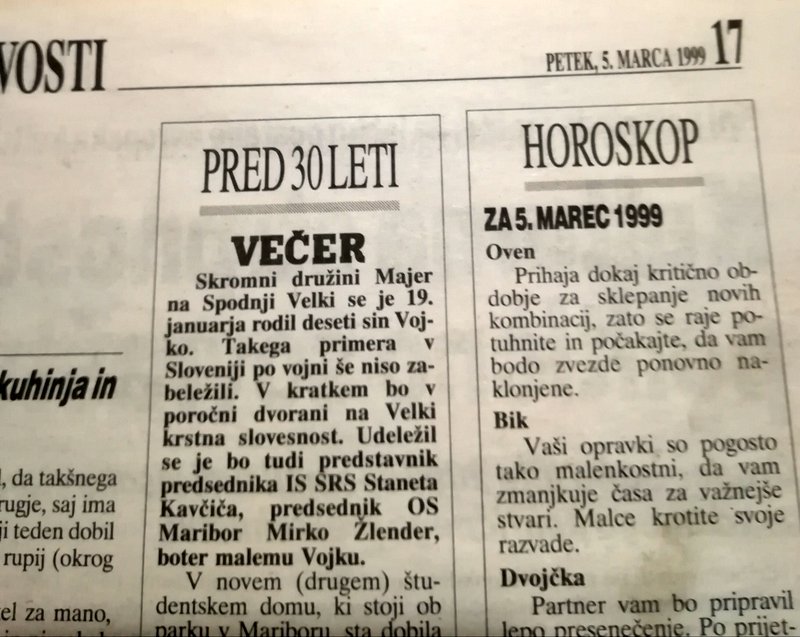 VOSTI
PETEK, 5. MARCA 1999 17
kuhinja in
da takšnega
rugje, saj ima
ji teden dobil
rupij (okrog
tel za mano,
PRED 30 LETI
VEČER
Skromni družini Majer
na Spodnji Velki se je 19.
januarja rodil deseti sin Voj-
ko. Takega primera v
Sloveniji po vojni še niso za-
beležili. V kratkem bo v
poročni dvorani na Velki
krstna slovesnost. Udeležil
se je bo tudi predstavnik
predsednika IS SRS Staneta
Kavčiča, predsednik OS
Maribor Mirko Žlender,
boter malemu Vojku.
V novem (drugem) štu-
dentskem domu, ki stoji ob
parku v Mariboru, sta dobila
HOROSKOP
ZA 5. MAREC 1999
Oven
Prihaja dokaj kritično ob-
dobje za sklepanje novih
kombinacij, zato se raje po-
tuhnite in počakajte, da vam
bodo zvezde ponovno na-
klonjene.
Bik
Vaši opravki so pogosto
tako malenkostni, da vam
zmanjkuje časa za važnejše
stvari. Malce krotite svoje
razvade.
Dvojčka
Partner vam bo pripravil
lepo presenečenje. Po prijet-